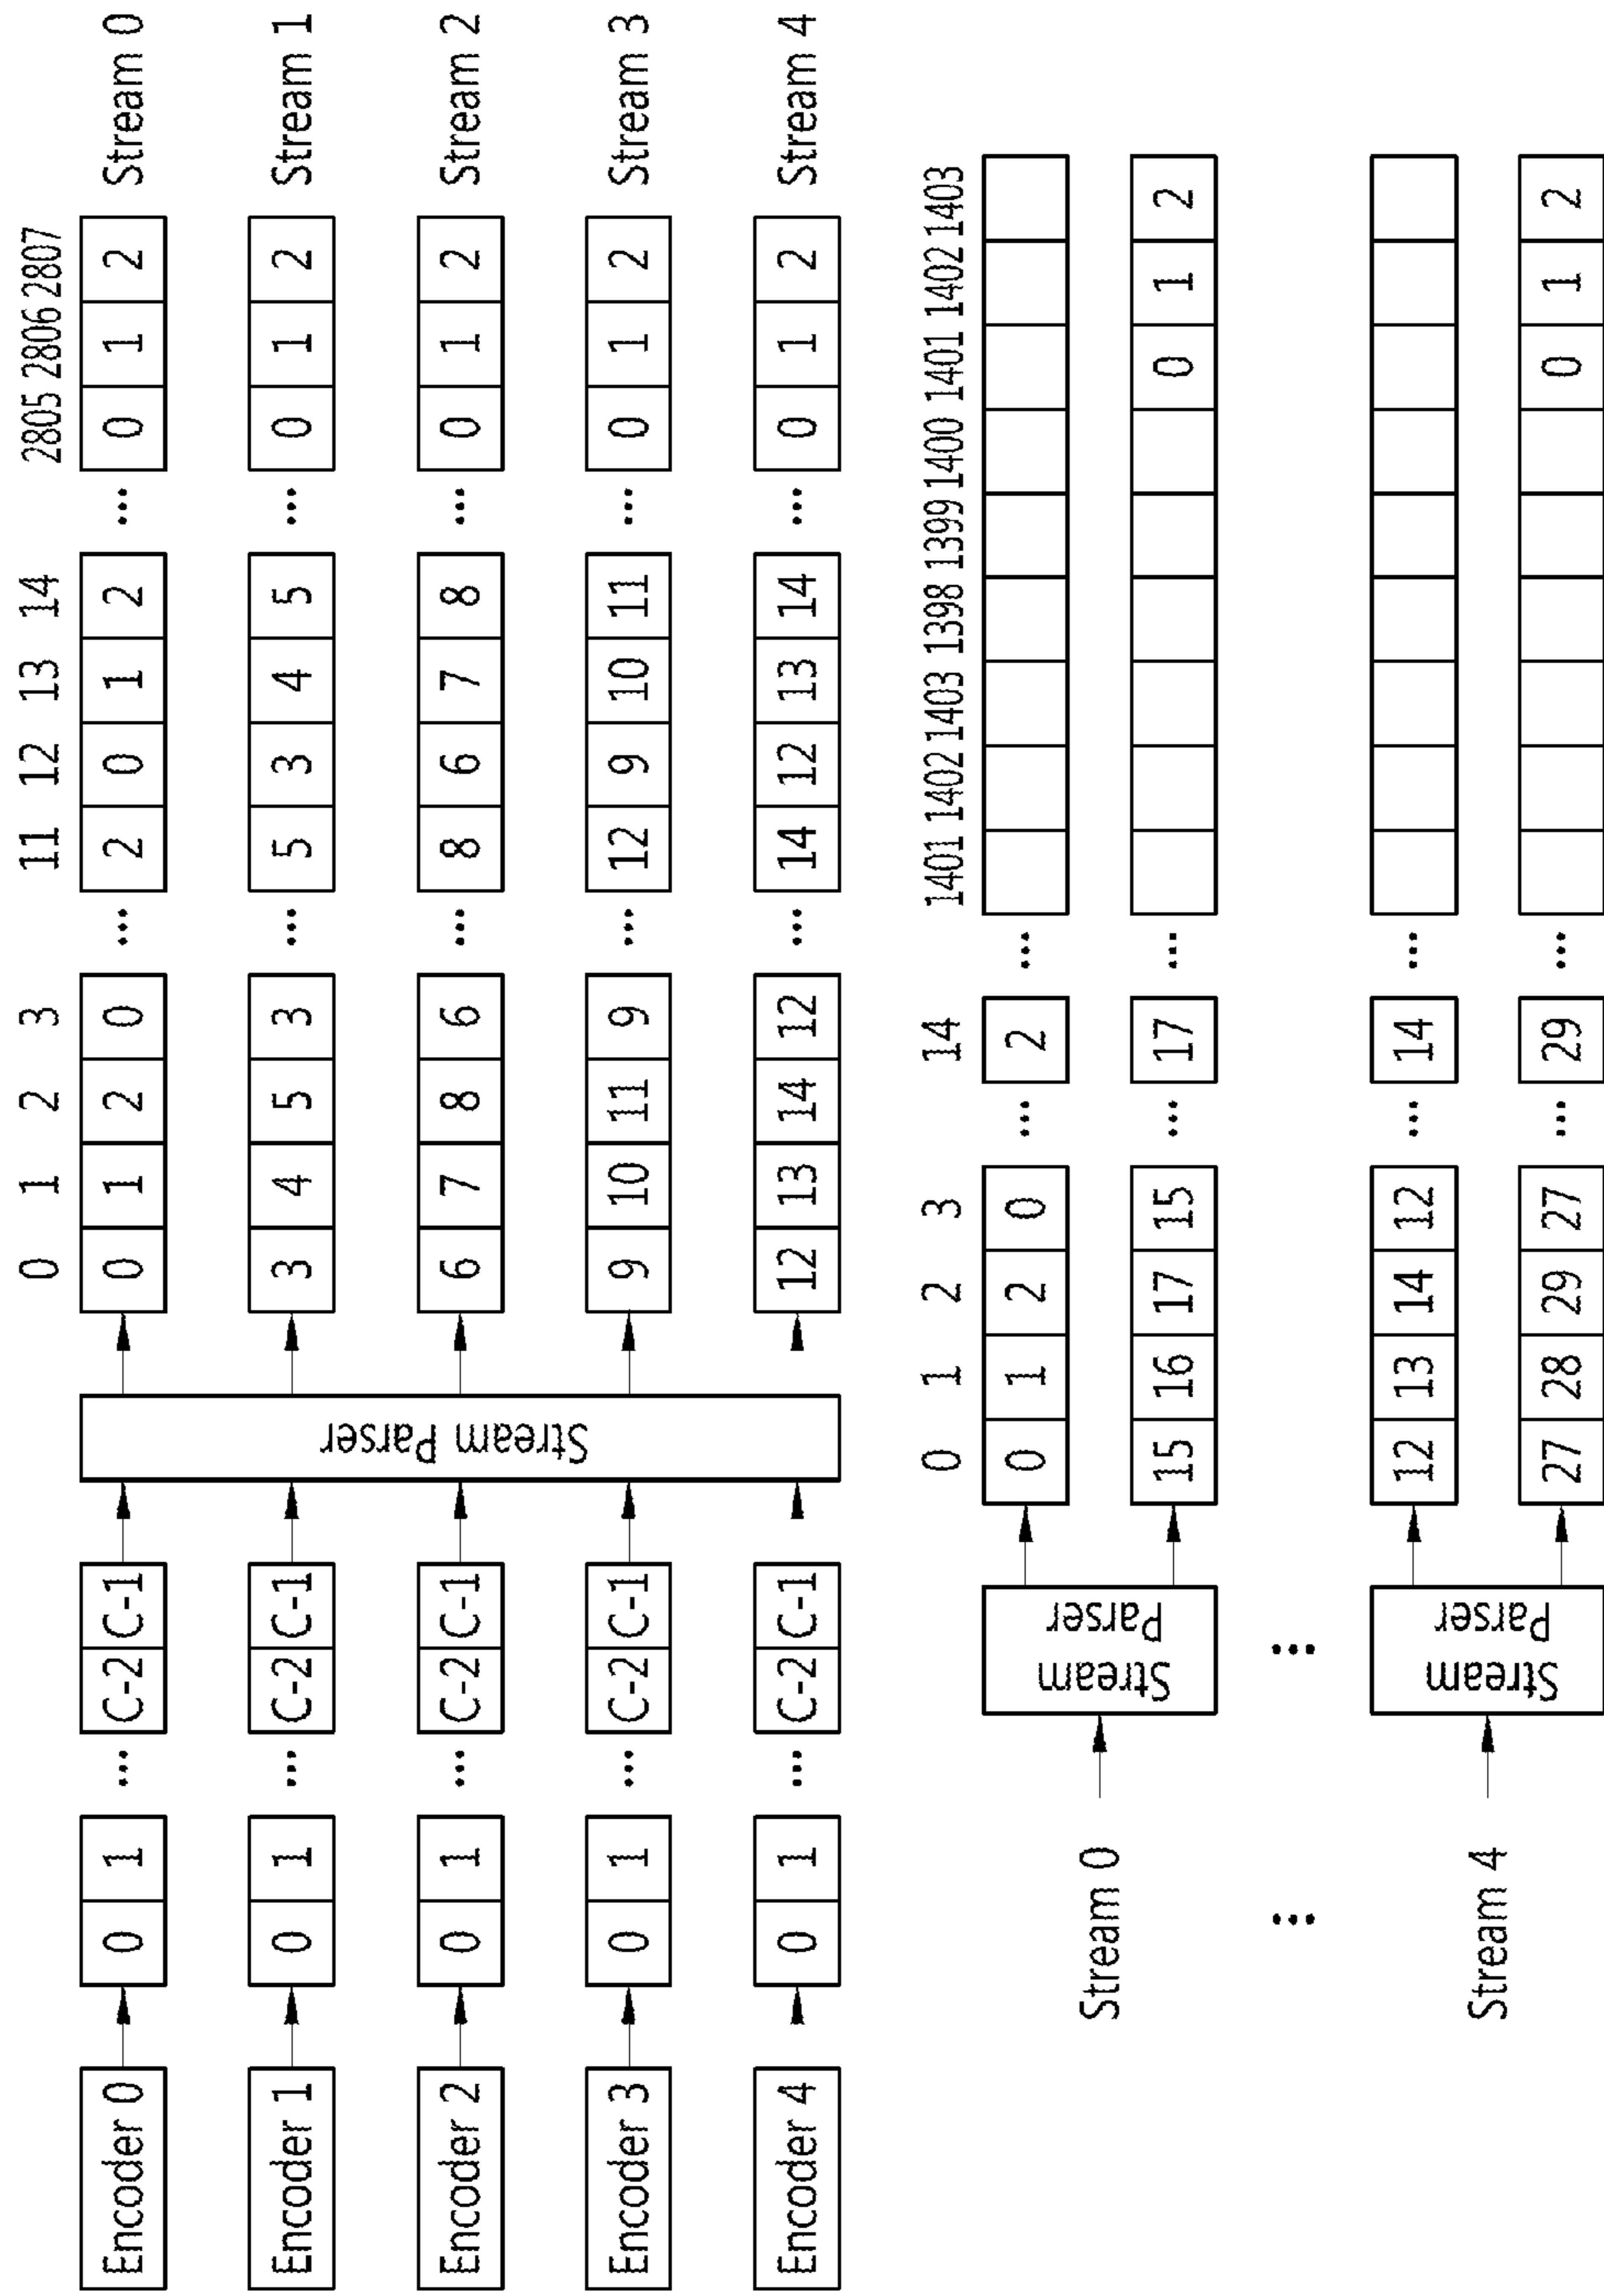 0 1 2 3 11 12 13 14 2805 2806 2807
Encoder 0 0 1 ... C-2 C-1 0 1 2 0 ... 2 0 1 2 ... 0 1 2 Stream 0
Encoder 1 0 1 ... C-2 C-1 3 4 5 3 ... 5 3 4 5 ... 0 1 2 Stream 1
Encoder 2 0 1 ... C-2 C-1 6 7 8 6 ... 8 6 7 8 ... 0 1 2 Stream 2
Encoder 3 0 1 ... C-2 C-1 9 10 11 9 ... 12 9 10 11 ... 0 1 2 Stream 3
Encoder 4 0 1 ... C-2 C-1 12 13 14 12 ... 14 12 13 14 ... 0 1 2 Stream 4
Stream Parser
0 1 2 3 14 1401 1402 1403 1398 1399 1400 1401 1402 1403
0 1 2 0 ... 2 ...
Stream 0
Stream
Parser
15 16 17 15 ... 17 ... 0 1 2
... ...
12 13 14 12 ... 14 ...
Stream 4
Stream
Parser
27 28 29 27 ... 29 ... 0 1 2